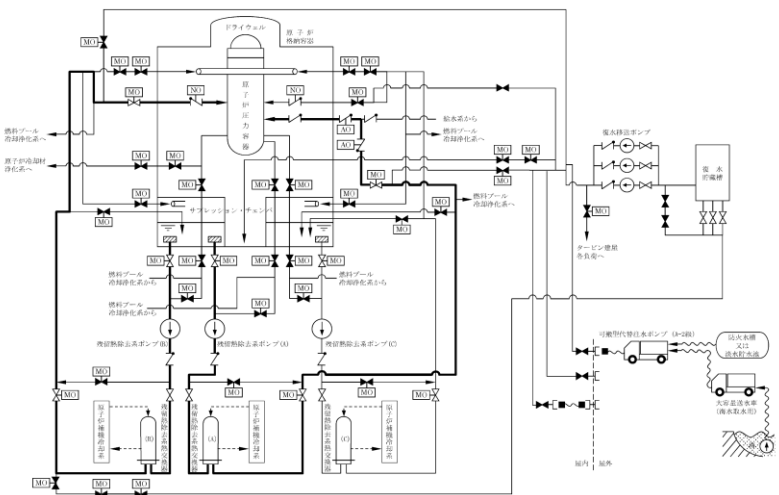 ドライウェル
原子炉
格納容器
MO
MO
MO
MO
MO
MO
NO
NO
MO
原子炉圧力容器
給水系から
AO
AO
燃料プール
冷却浄化系へ
燃料プール
冷却浄化系へ
原子炉冷却材
浄化系へ
MO
MO
MO
MO
MO
MO
MO
復水移送ポンプ
復水
貯蔵槽
サプレッション・チェンバ
MO
MO
MO
MO
MO
燃料プール
冷却浄化系へ
MO
タービン建屋
各負荷へ
MO
MO
MO
MO
MO
燃料プール
冷却浄化系から
燃料プール
冷却浄化系から
燃料プール
冷却浄化系から
MO
MO
MO
残留熱除去系ポンプ(B)
残留熱除去系ポンプ(A)
残留熱除去系ポンプ(C)
可搬型代替注水ポンプ(A-2級)
防火水槽
又は
淡水貯水池
大容量送水車
(海水取水用)
海
MO
MO
MO
MO
MO
MO
MO
原子炉補機冷却系
(B)
残留熱除去系熱交換器
残留熱除去系熱交換器
(A)
原子炉補機冷却系
残留熱除去系熱交換器
(C)
原子炉補機冷却系
屋内
屋外
MO
MO
MO